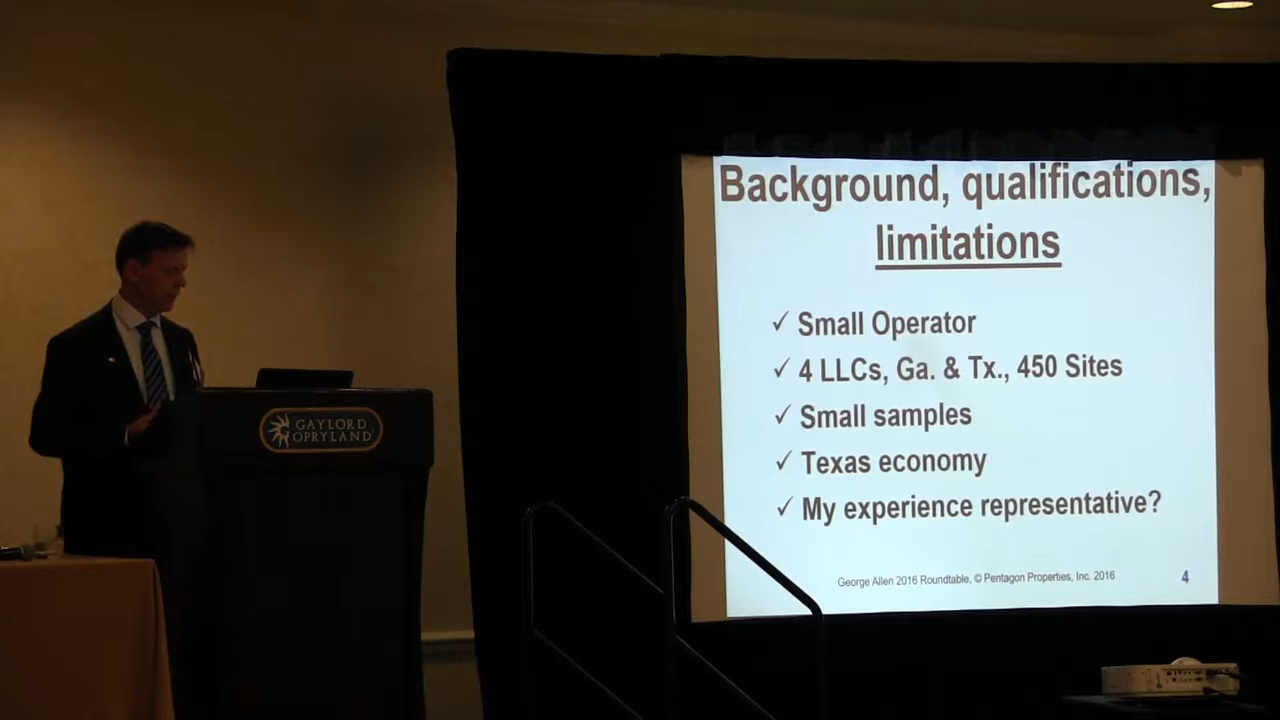 Background, qualifications,
limitations
✓ Small Operator
✓ 4 LLCs, Ga. & Tx., 450 Sites
✓ Small samples
✓ Texas economy
✓ My experience representative?
George Allen 2016 Roundtable, © Pentagon Properties, Inc. 2016
4
GAYLORD
OPRYLAND